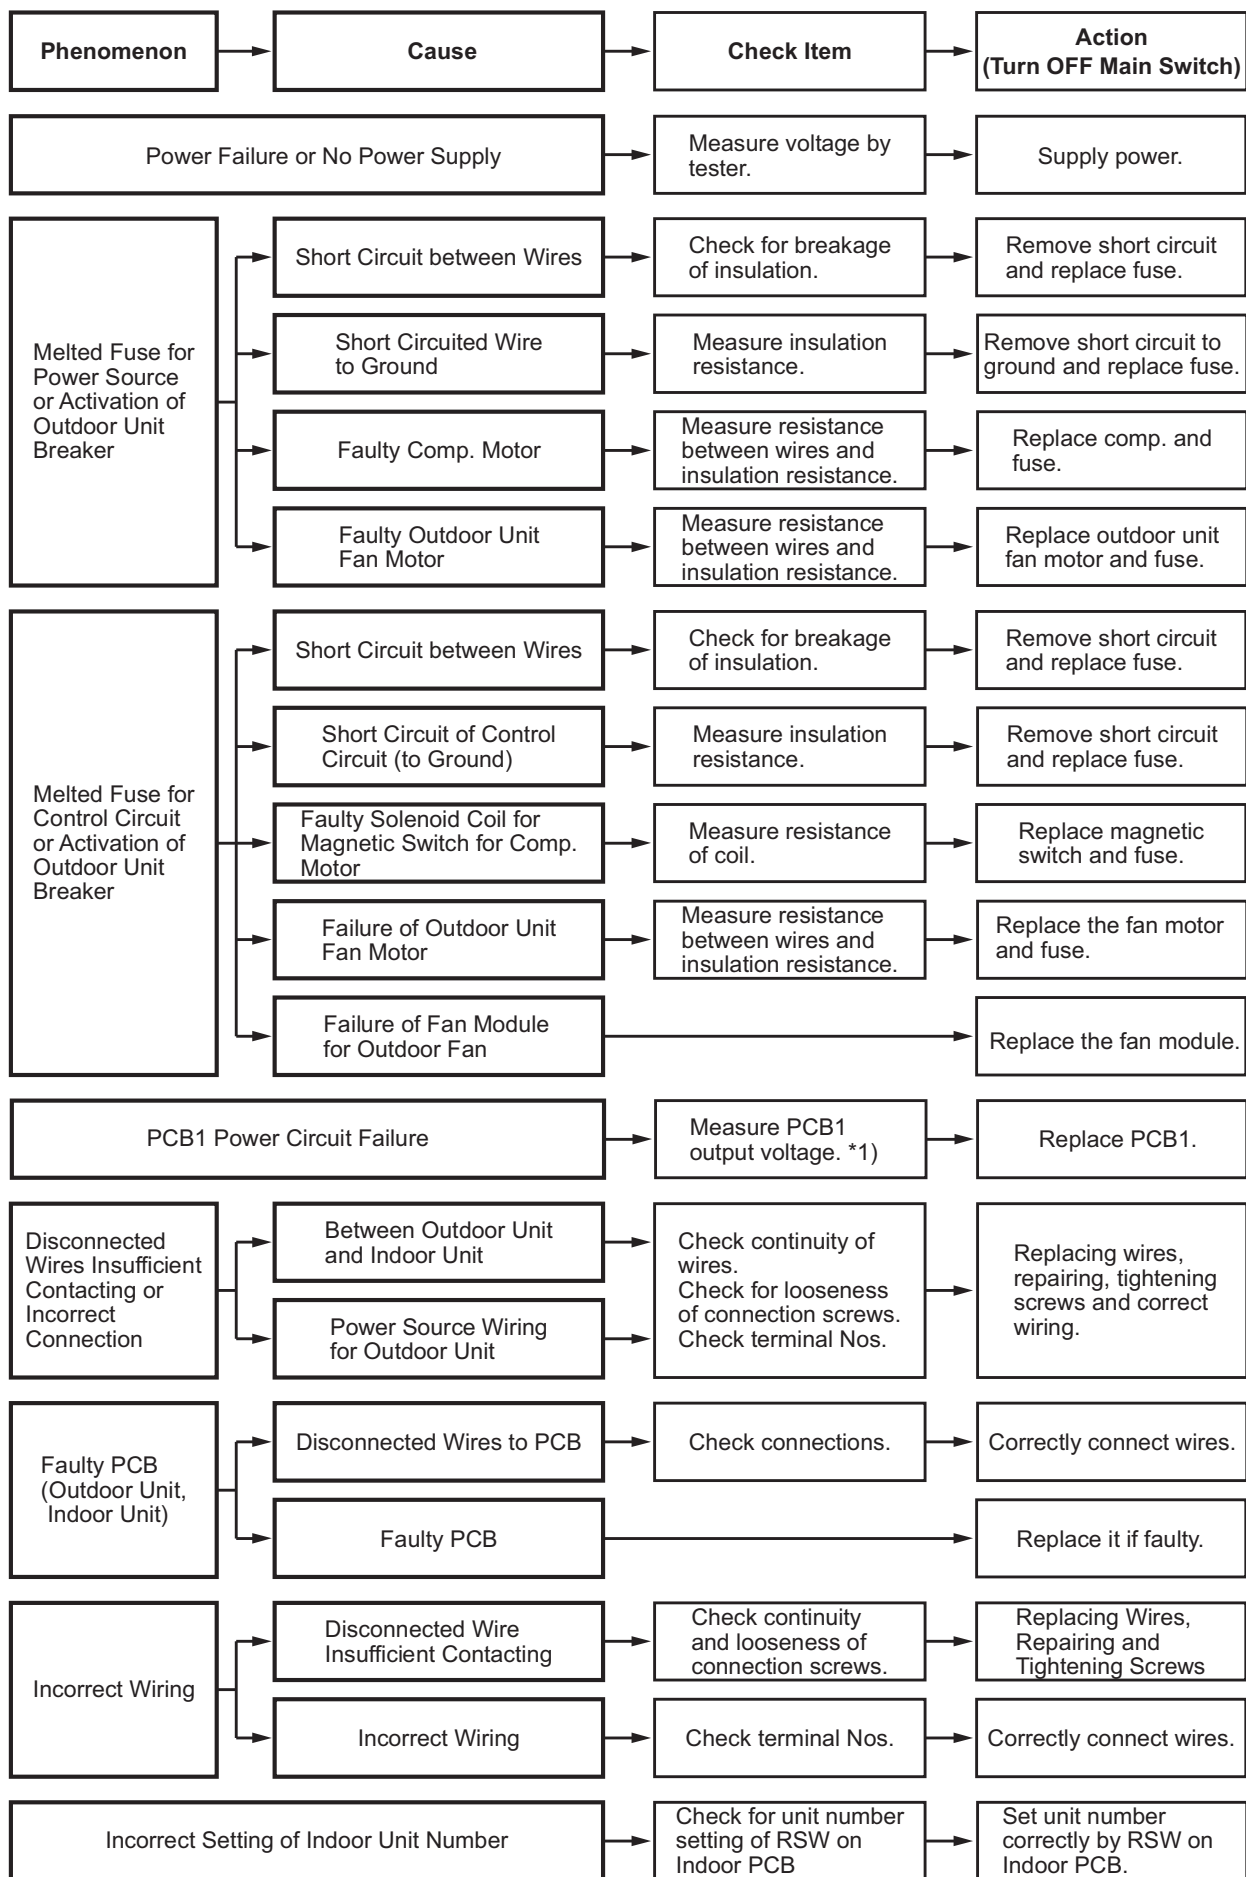 Phenomenon
Cause
Check Item
Action
(Turn OFF Main Switch)
Power Failure or No Power Supply
Measure voltage by
tester.
Supply power.
Melted Fuse for
Power Source
or Activation of
Outdoor Unit
Breaker
Short Circuit between Wires
Check for breakage
of insulation.
Remove short circuit
and replace fuse.
Short Circuited Wire
to Ground
Measure insulation
resistance.
Remove short circuit to
ground and replace fuse.
Faulty Comp. Motor
Measure resistance
between wires and
insulation resistance.
Replace comp. and
fuse.
Faulty Outdoor Unit
Fan Motor
Measure resistance
between wires and
insulation resistance.
Replace outdoor unit
fan motor and fuse.
Melted Fuse for
Control Circuit
or Activation of
Outdoor Unit
Breaker
Short Circuit between Wires
Check for breakage
of insulation.
Remove short circuit
and replace fuse.
Short Circuit of Control
Circuit (to Ground)
Measure insulation
resistance.
Remove short circuit
and replace fuse.
Faulty Solenoid Coil for
Magnetic Switch for Comp.
Motor
Measure resistance
of coil.
Replace magnetic
switch and fuse.
Failure of Outdoor Unit
Fan Motor
Measure resistance
between wires and
insulation resistance.
Replace the fan motor
and fuse.
Failure of Fan Module
for Outdoor Fan
Replace the fan module.
PCB1 Power Circuit Failure
Measure PCB1
output voltage. *1)
Replace PCB1.
Disconnected
Wires Insufficient
Contacting or
Incorrect
Connection
Between Outdoor Unit
and Indoor Unit
Power Source Wiring
for Outdoor Unit
Check continuity of
wires.
Check for looseness
of connection screws.
Check terminal Nos.
Replacing wires,
repairing, tightening
screws and correct
wiring.
Faulty PCB
(Outdoor Unit,
Indoor Unit)
Disconnected Wires to PCB
Check connections.
Correctly connect wires.
Faulty PCB
Replace it if faulty.
Incorrect Wiring
Disconnected Wire
Insufficient Contacting
Check continuity
and looseness of
connection screws.
Replacing Wires,
Repairing and
Tightening Screws
Incorrect Wiring
Check terminal Nos.
Correctly connect wires.
Incorrect Setting of Indoor Unit Number
Check for unit number
setting of RSW on
Indoor PCB
Set unit number
correctly by RSW on
Indoor PCB.